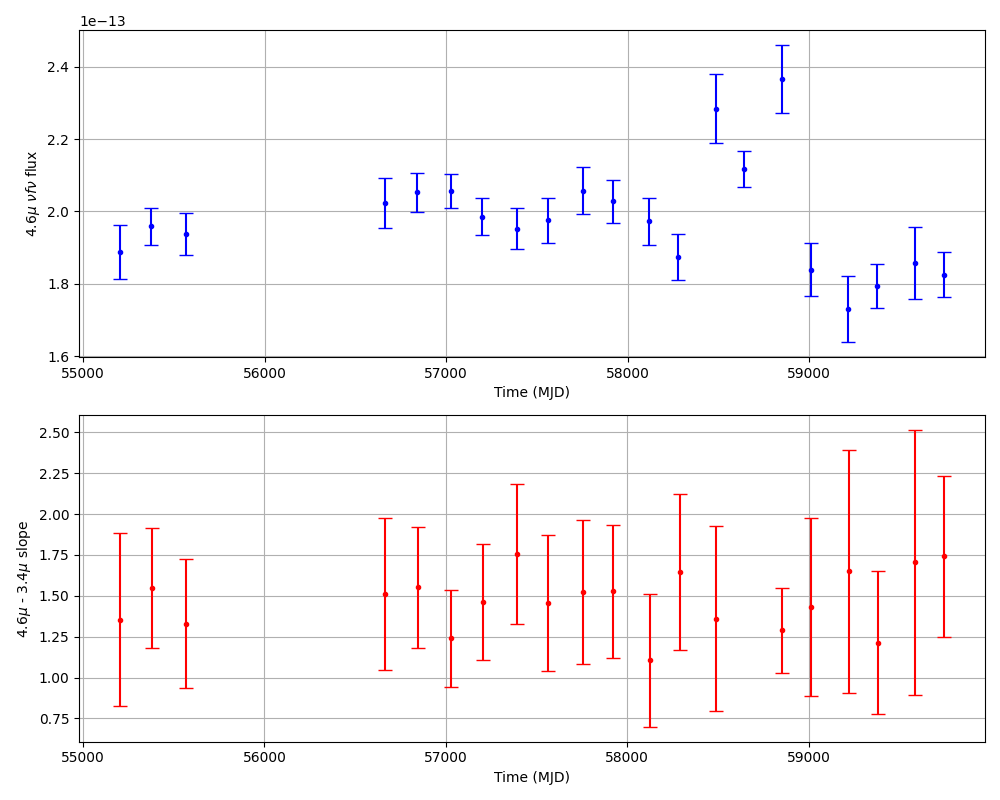 1e−13
4.6μ νfν flux
2.4
2.2
2.0
1.8
1.6
55000 56000 57000 58000 59000
Time (MJD)
4.6μ - 3.4μ slope
2.50
2.25
2.00
1.75
1.50
1.25
1.00
0.75
55000 56000 57000 58000 59000
Time (MJD)